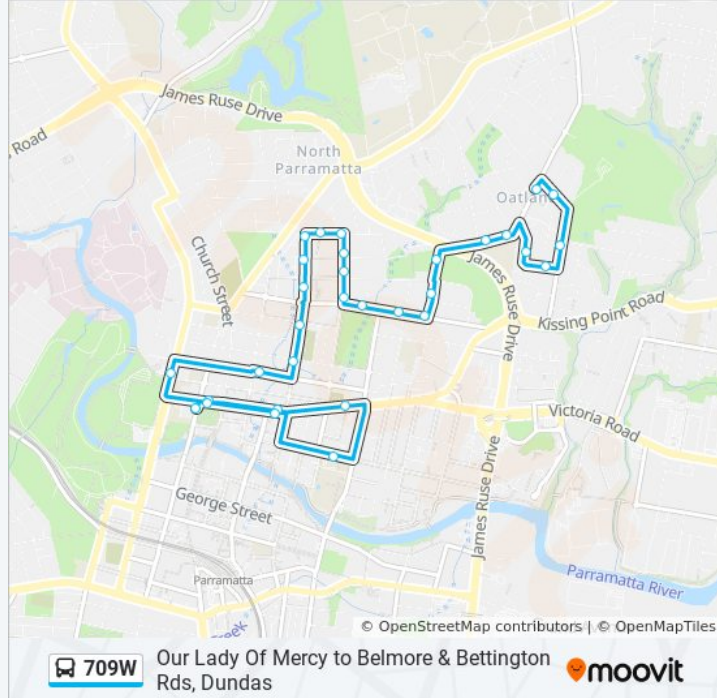 James Ruse Drive
Road
North
Parramatta
Oatlan
Church Street
James Ruse Drive
Kissing Point Road
Victoria Road
George Street
James Ruse Drive
Parramatta
Parramatta River
Creek
© OpenStreetMap contributors | © OpenMapTiles
709W
Our Lady Of Mercy to Belmore & Bettington
Rds, Dundas
moovit